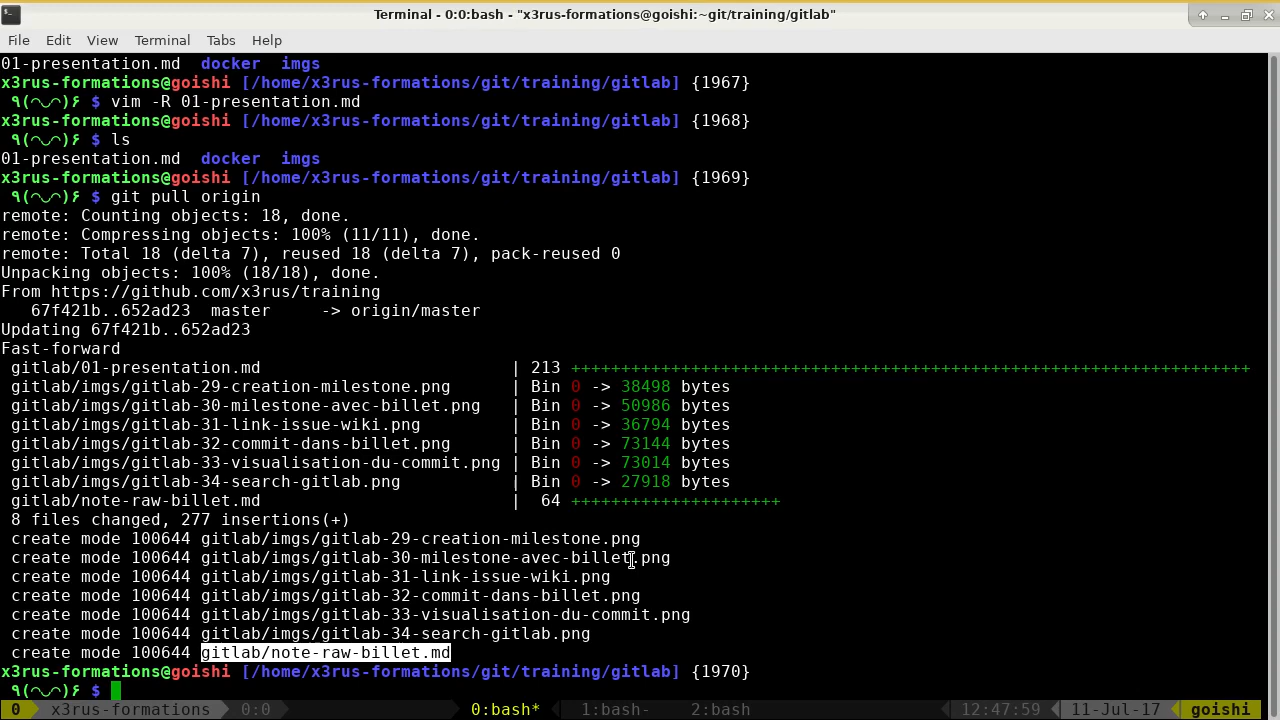 Terminal - 0:0:bash - "x3rus-formations@goishi:~git/training/gitlab"
File Edit View Terminal Tabs Help
01-presentation.md  docker  imgs
x3rus-formations@goishi [/home/x3rus-formations/git/training/gitlab] {1967}
٩(◠‿◠)۶ $ vim -R 01-presentation.md
x3rus-formations@goishi [/home/x3rus-formations/git/training/gitlab] {1968}
٩(◠‿◠)۶ $ ls
01-presentation.md  docker  imgs
x3rus-formations@goishi [/home/x3rus-formations/git/training/gitlab] {1969}
٩(◠‿◠)۶ $ git pull origin
remote: Counting objects: 18, done.
remote: Compressing objects: 100% (11/11), done.
remote: Total 18 (delta 7), reused 18 (delta 7), pack-reused 0
Unpacking objects: 100% (18/18), done.
From https://github.com/x3rus/training
   67f421b..652ad23  master     -> origin/master
Updating 67f421b..652ad23
Fast-forward
 gitlab/01-presentation.md                         | 213 ++++++++++++++++++++++++++++++++++++++++++++++++++++++++++++++++++++
 gitlab/imgs/gitlab-29-creation-milestone.png      | Bin 0 -> 38498 bytes
 gitlab/imgs/gitlab-30-milestone-avec-billet.png   | Bin 0 -> 50986 bytes
 gitlab/imgs/gitlab-31-link-issue-wiki.png         | Bin 0 -> 36794 bytes
 gitlab/imgs/gitlab-32-commit-dans-billet.png      | Bin 0 -> 73144 bytes
 gitlab/imgs/gitlab-33-visualisation-du-commit.png | Bin 0 -> 73014 bytes
 gitlab/imgs/gitlab-34-search-gitlab.png           | Bin 0 -> 27918 bytes
 gitlab/note-raw-billet.md                         |  64 +++++++++++++++++++++
 8 files changed, 277 insertions(+)
 create mode 100644 gitlab/imgs/gitlab-29-creation-milestone.png
 create mode 100644 gitlab/imgs/gitlab-30-milestone-avec-billet.png
 create mode 100644 gitlab/imgs/gitlab-31-link-issue-wiki.png
 create mode 100644 gitlab/imgs/gitlab-32-commit-dans-billet.png
 create mode 100644 gitlab/imgs/gitlab-33-visualisation-du-commit.png
 create mode 100644 gitlab/imgs/gitlab-34-search-gitlab.png
 create mode 100644 gitlab/note-raw-billet.md
x3rus-formations@goishi [/home/x3rus-formations/git/training/gitlab] {1970}
٩(◠‿◠)۶ $
0 x3rus-formations 0:0 0:bash* 1:bash- 2:bash 12:47:59 11-Jul-17 goishi